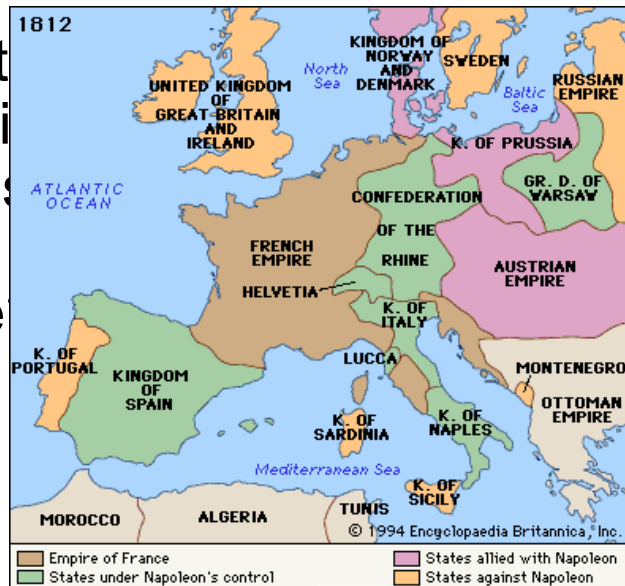 1812
KINGDOM OF
NORWAY
AND
DENMARK
SWEDEN
North
Sea
RUSSIAN
EMPIRE
Baltic
Sea
UNITED KINGDOM
OF
GREAT BRITAIN
AND
IRELAND
K. OF PRUSSIA
GR. D. OF
WARSAW
ATLANTIC
OCEAN
CONFEDERATION
OF THE
RHINE
FRENCH
EMPIRE
AUSTRIAN
EMPIRE
HELVETIA
K. OF
ITALY
LUCCA
K. OF
PORTUGAL
KINGDOM
OF
SPAIN
MONTENEGRO
OTTOMAN
EMPIRE
K. OF
SARDINIA
K. OF
NAPLES
Mediterranean Sea
K. OF
SICILY
MOROCCO
ALGERIA
TUNIS
© 1994 Encyclopaedia Britannica, Inc.
Empire of France
States allied with Napoleon
States under Napoleon's control
States against Napoleon